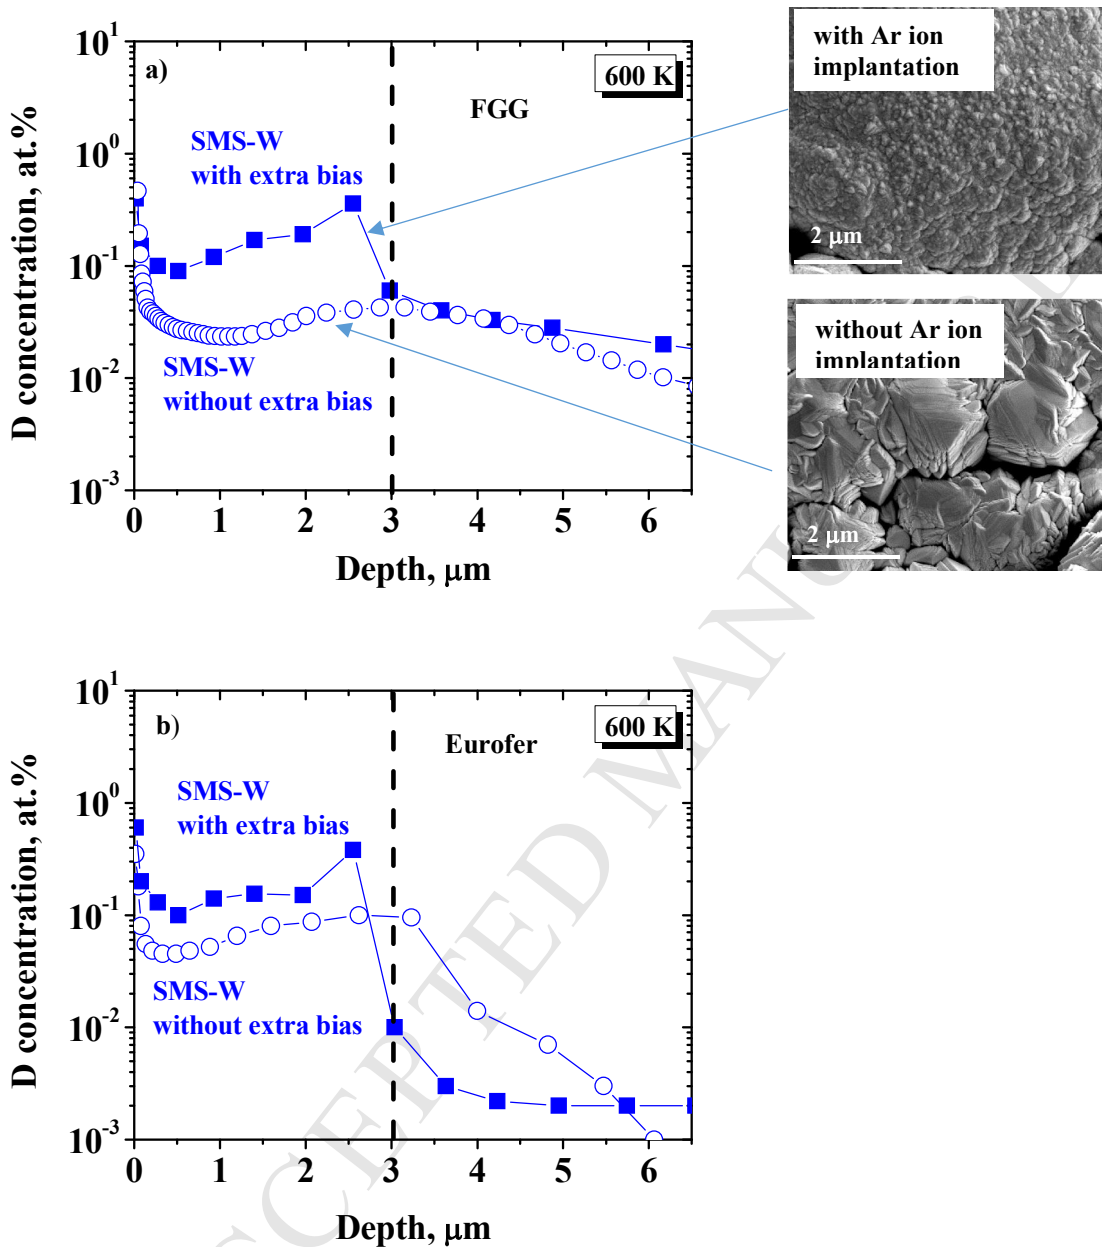 a)
600 K
FGG
SMS-W
with extra bias
SMS-W
without extra bias
D concentration, at.%
10¹
10⁰
10⁻¹
10⁻²
10⁻³
0 1 2 3 4 5 6
Depth, μm
with Ar ion
implantation
2 μm
without Ar ion
implantation
2 μm
b)
600 K
Eurofer
SMS-W
with extra bias
SMS-W
without extra bias
D concentration, at.%
10¹
10⁰
10⁻¹
10⁻²
10⁻³
0 1 2 3 4 5 6
Depth, μm
CCEPTED MANU